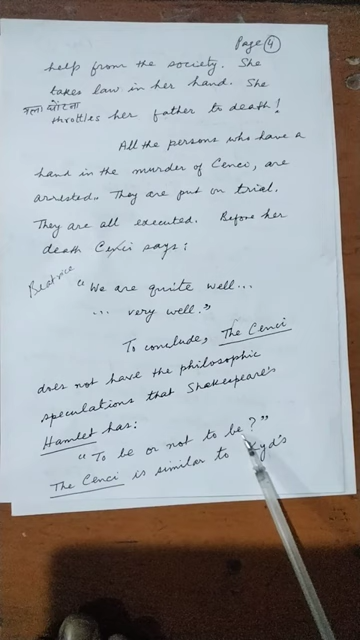 Page 4
help from the society. She
takes law in her hand. She
गला घोंटना
throttles her father to death!
All the persons who have a
hand in the murder of Cenci, are
arrested.. They are put on trial.
They are all executed. Before her
death Cenci says:
Beatrice
"We are quite well...
... very well."
To conclude, The Cenci
does not have the philosophic
speculations that Shakespeare's
Hamlet has:
"To be or not to be?"
The Cenci is similar to Kyd's